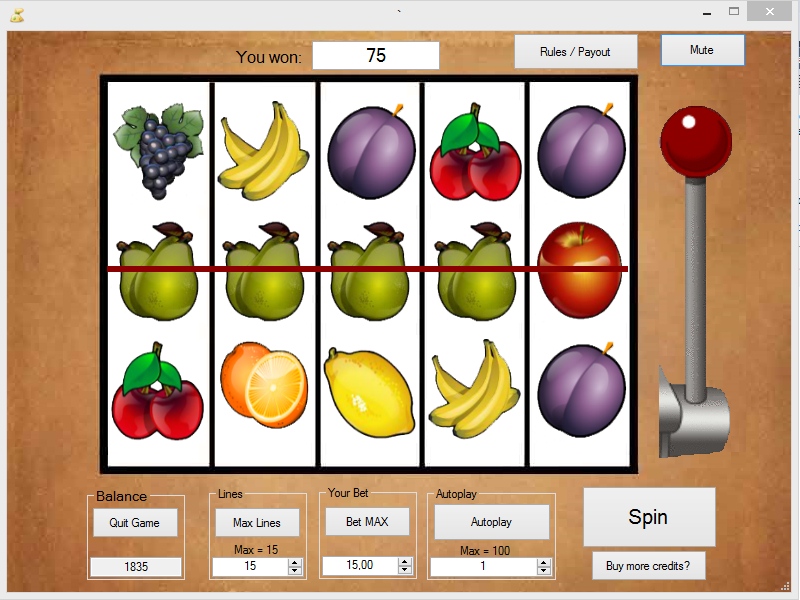 `
You won: 75
Rules / Payout
Mute
Balance
Quit Game
1835
Lines
Max Lines
Max = 15
15
Your Bet
Bet MAX
15,00
Autoplay
Autoplay
Max = 100
1
Spin
Buy more credits?